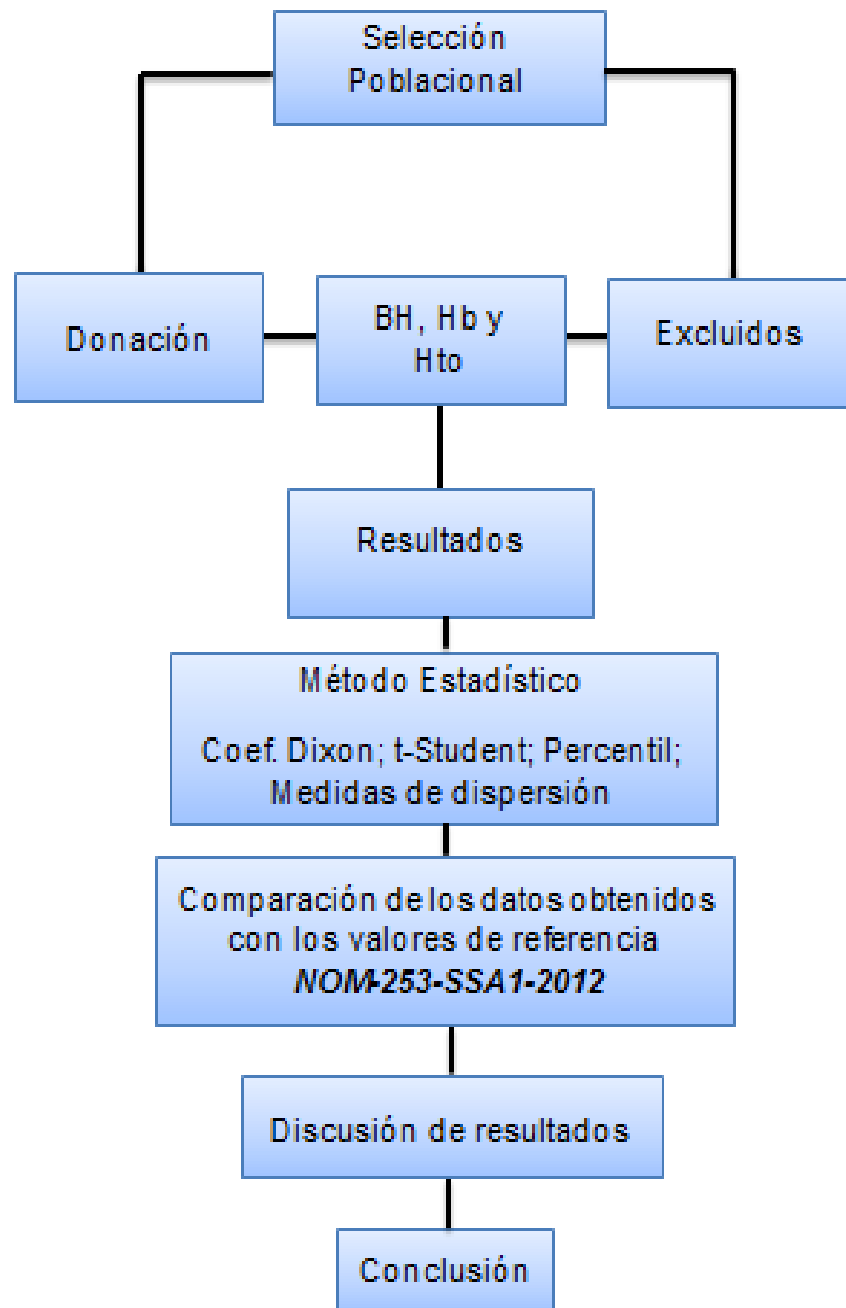 Selección
Poblacional
Donación
BH, Hb y
Hto
Excluidos
Resultados
Método Estadístico
Coef. Dixon; t-Student; Percentil;
Medidas de dispersión
Comparación de los datos obtenidos
con los valores de referencia
NOM-253-SSA1-2012
Discusión de resultados
Conclusión